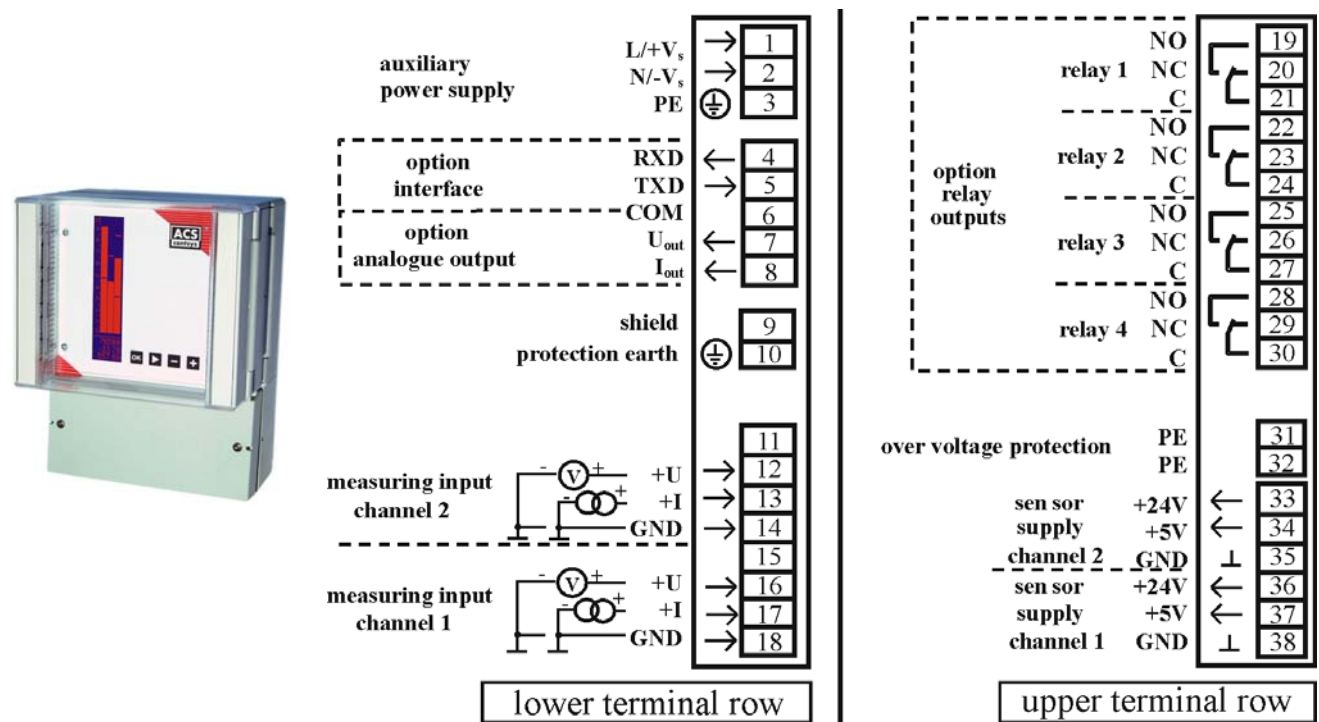 ACS
controls
OK
auxiliary
power supply
L/+Vs
N/-Vs
PE
1
2
3
option
interface
RXD
TXD
COM
option
analogue output
Uout
Iout
4
5
6
7
8
shield
protection earth
9
10
11
measuring input
channel 2
- V +
- +
+U
+I
GND
12
13
14
15
measuring input
channel 1
- V +
- +
+U
+I
GND
16
17
18
lower terminal row
option
relay
outputs
relay 1
NO
NC
C
19
20
21
relay 2
NO
NC
C
22
23
24
relay 3
NO
NC
C
25
26
27
relay 4
NO
NC
C
28
29
30
over voltage protection
PE
PE
31
32
sen sor
supply
channel 2
+24V
+5V
GND
33
34
35
sen sor
supply
channel 1
+24V
+5V
GND
36
37
38
upper terminal row